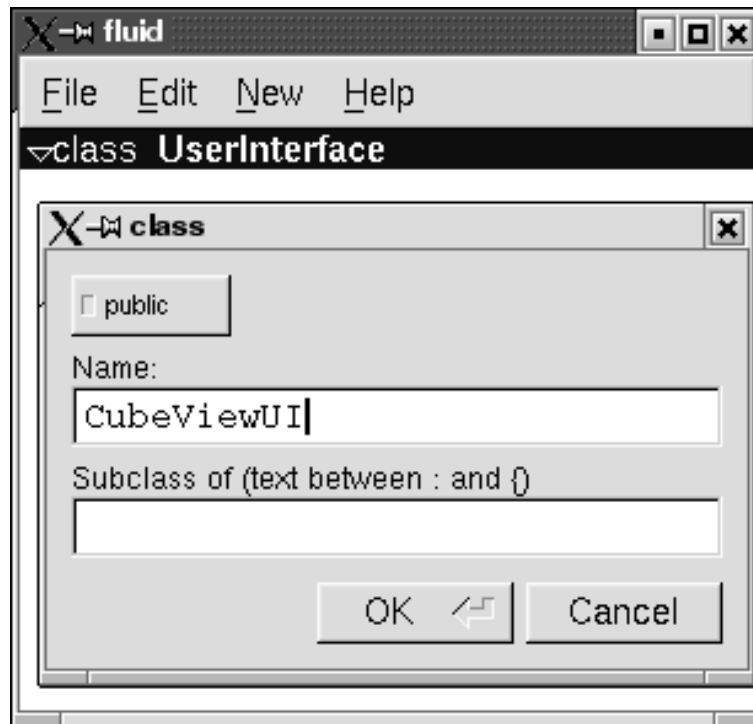 fluid
File Edit New Help
class UserInterface
class
public
Name:
CubeViewUI
Subclass of (text between : and {)
OK Cancel